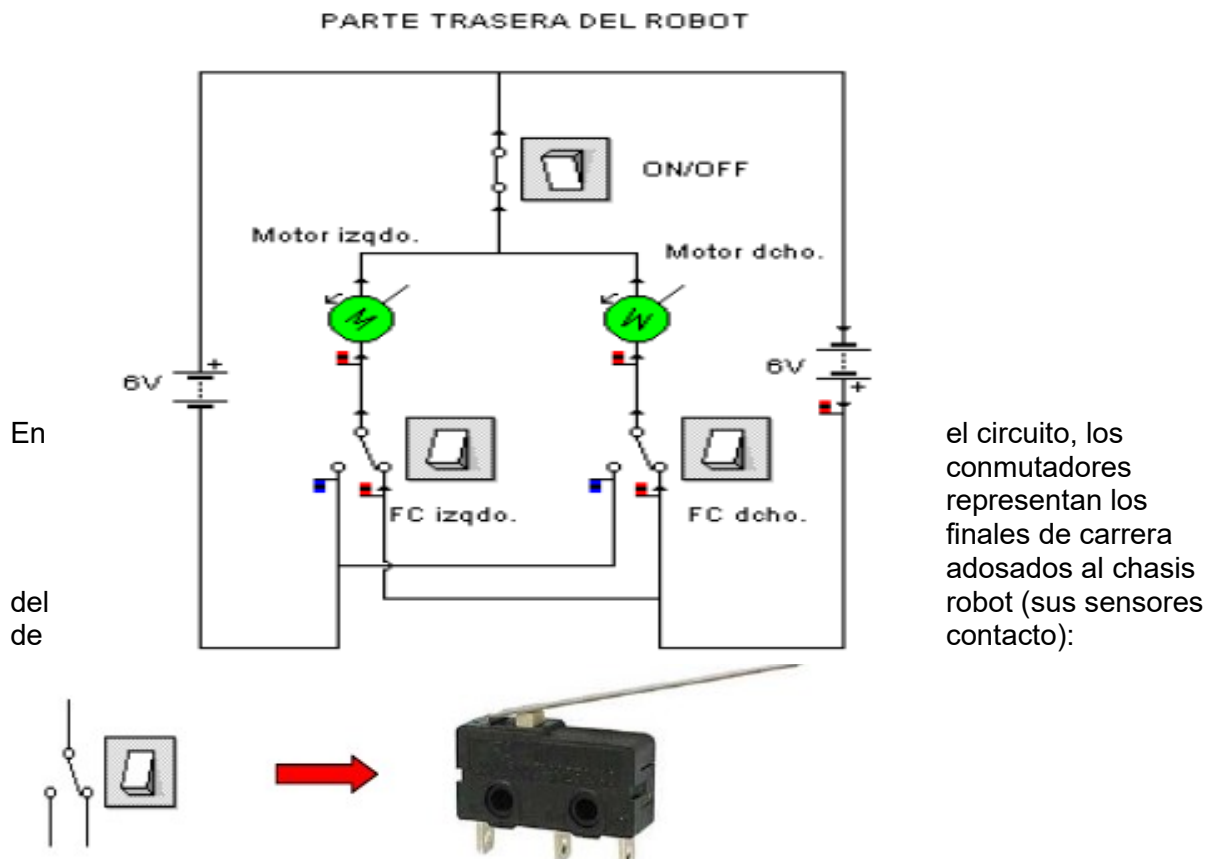 PARTE TRASERA DEL ROBOT
ON/OFF
Motor izqdo.
Motor dcho.
6V
+
6V
+
M
M
FC izqdo.
FC dcho.
En el circuito, los
conmutadores
representan los
finales de carrera
adosados al chasis
del robot (sus sensores
de contacto):